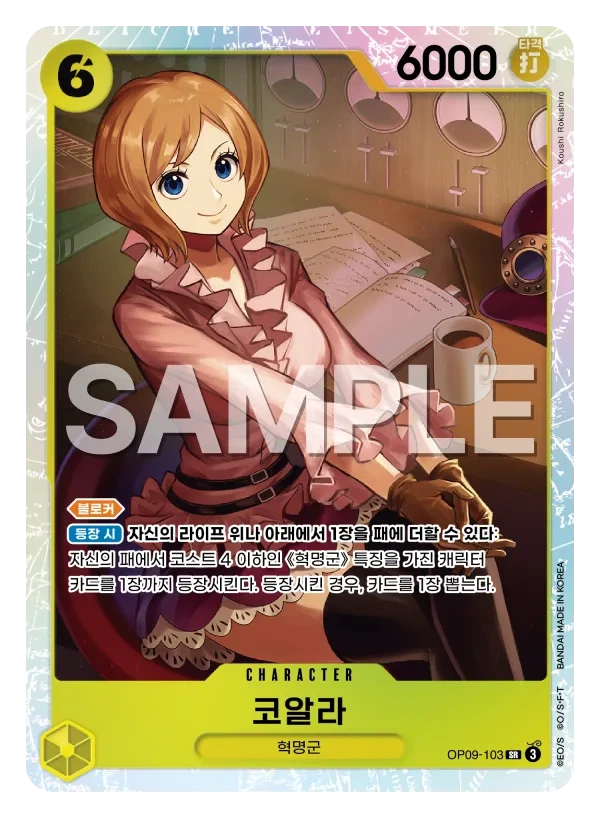 6
6000
타격
打
Koushi Rokushiro
SAMPLE
블로커
등장 시 자신의 라이프 위나 아래에서 1장을 패에 더할 수 있다:
자신의 패에서 코스트 4 이하인 《혁명군》 특징을 가진 캐릭터
카드를 1장까지 등장시킨다. 등장시킨 경우, 카드를 1장 뽑는다.
CHARACTER
코알라
혁명군
OP09-103 SR 3
©E.O/S ©O/S·F·T BANDAI MADE IN KOREA